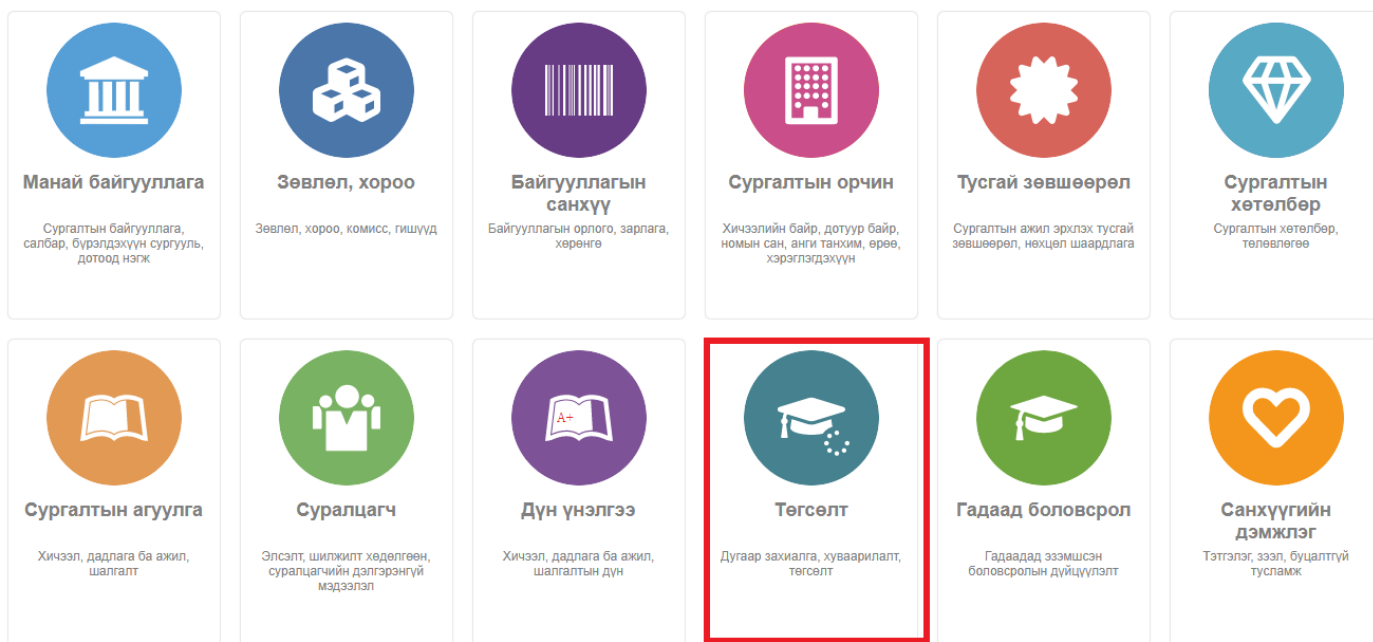 Манай байгууллага
Сургалтын байгууллага,
салбар, бүрэлдэхүүн сургууль,
дотоод нэгж
Зөвлөл, хороо
Зөвлөл, хороо, комисс, гишүүд
Байгууллагын
санхүү
Байгууллагын орлого, зарлага,
хөрөнгө
Сургалтын орчин
Хичээлийн байр, дотуур байр,
номын сан, анги танхим, өрөө,
хэрэглэгдэхүүн
Тусгай зөвшөөрөл
Сургалтын ажил эрхлэх тусгай
зөвшөөрөл, нөхцөл шаардлага
Сургалтын
хөтөлбөр
Сургалтын хөтөлбөр,
төлөвлөгөө
Сургалтын агуулга
Хичээл, дадлага ба ажил,
шалгалт
Суралцагч
Элсэлт, шилжилт хөдөлгөөн,
суралцагчийн дэлгэрэнгүй
мэдээлэл
A+
Дүн үнэлгээ
Хичээл, дадлага ба ажил,
шалгалтын дүн
Төгсөлт
Дугаар захиалга, хуваарилалт,
төгсөлт
Гадаад боловсрол
Гадаадад эзэмшсэн
боловсролын дүйцүүлэлт
Санхүүгийн
дэмжлэг
Тэтгэлэг, зээл, буцалтгүй
тусламж